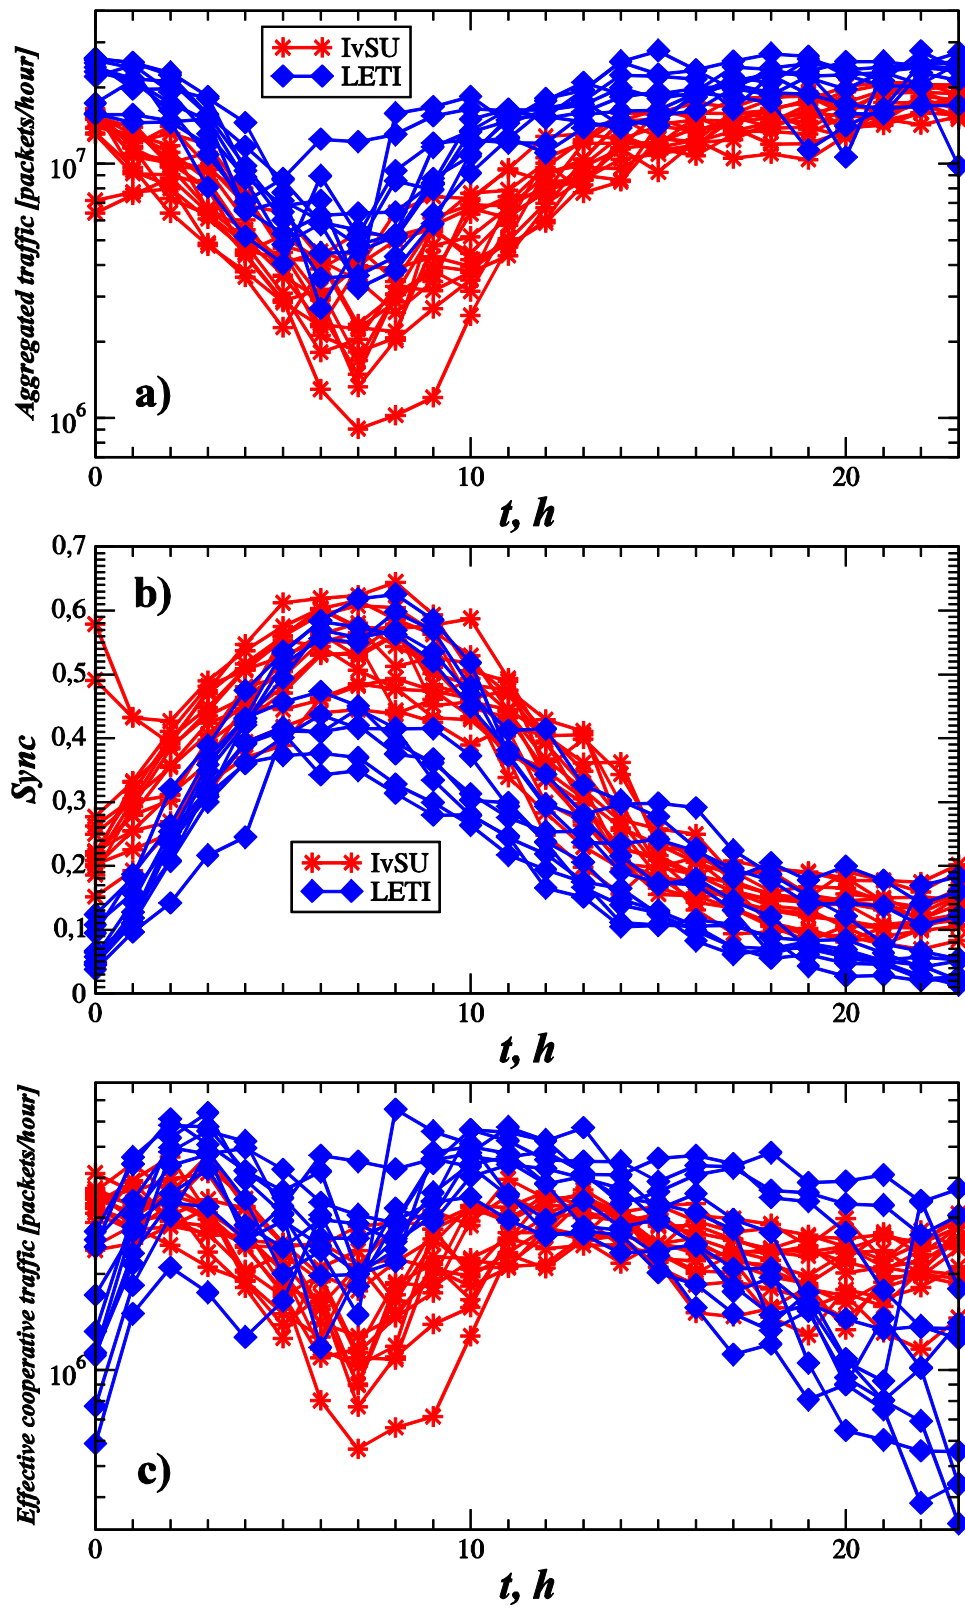 Aggregated traffic [packets/hour]
IvSU
LETI
10^7
10^6
a)
0 10 20
t, h
Sync
0,7
b)
0,6
0,5
0,4
0,3
0,2
0,1
0
IvSU
LETI
0 10 20
t, h
Effective cooperative traffic [packets/hour]
10^6
c)
0 10 20
t, h